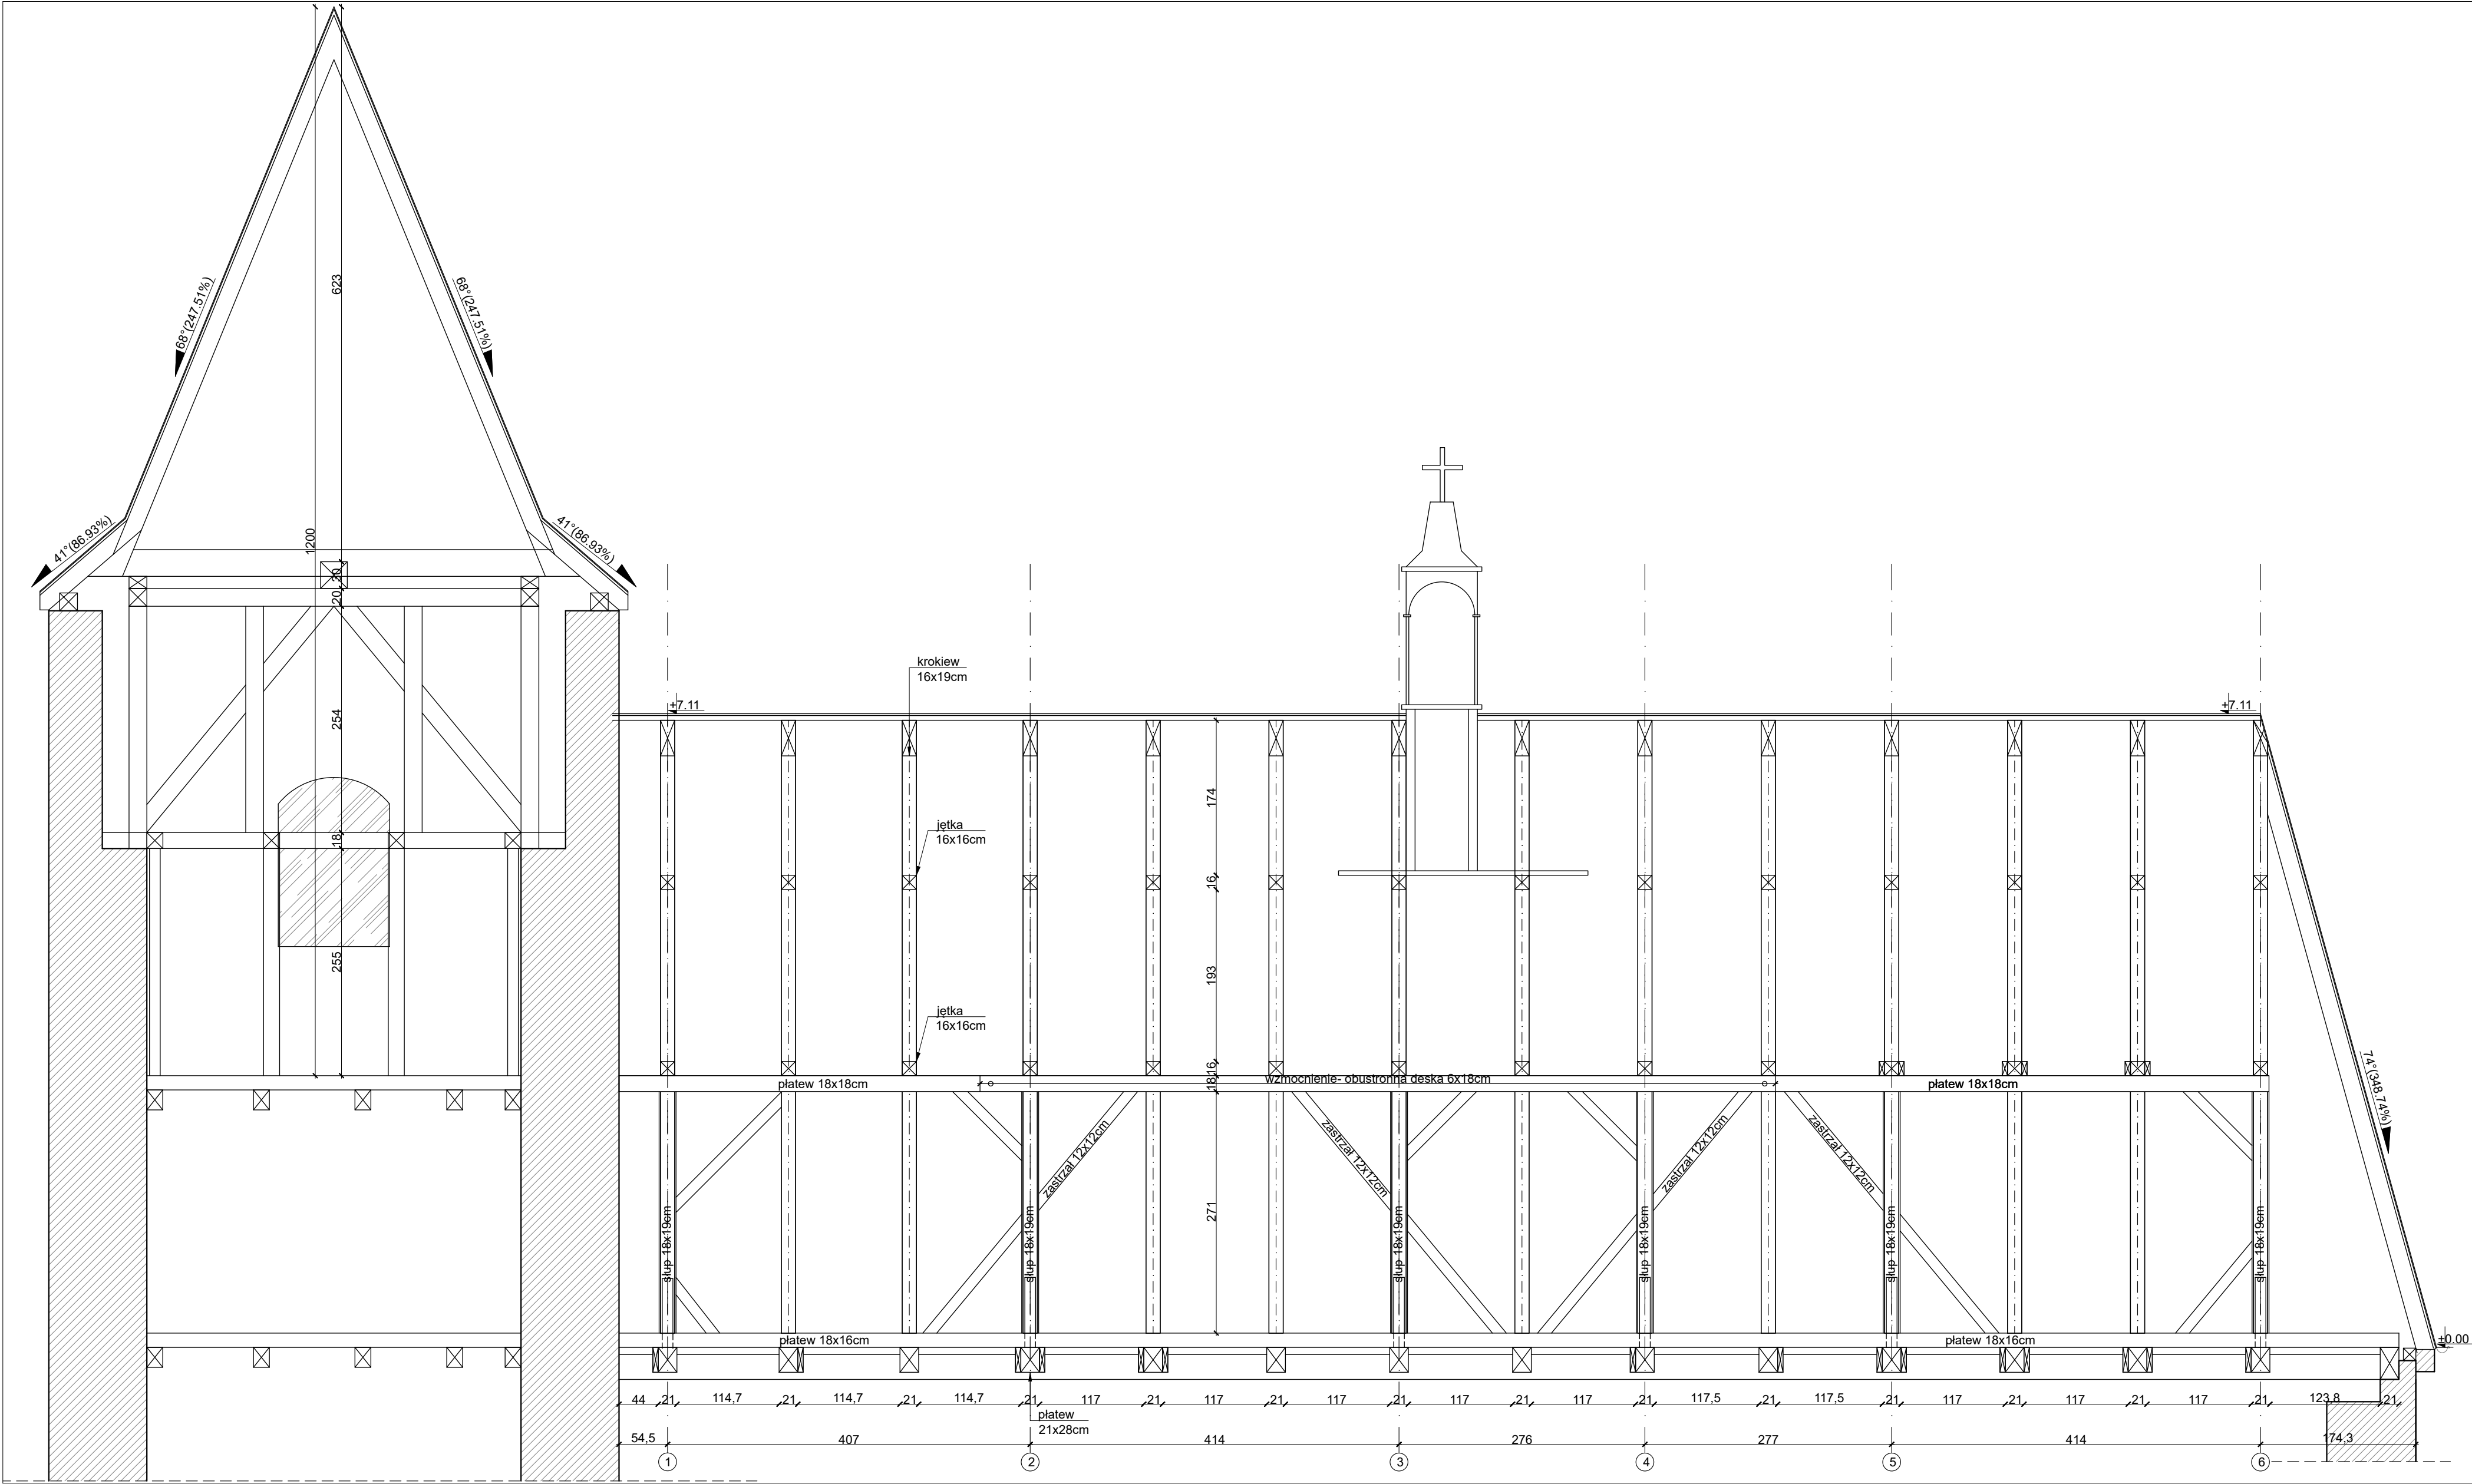 68°(247.51%)
623
68°(247.51%)
41°(86.93%)
1200
41°(86.93%)
30
20
254
18
255
krokiew
16x19cm
±7.11
±7.11
jętka
16x16cm
174
16
193
jętka
16x16cm
16
18
płatew 18x18cm
wzmocnienie- obustronna deska 6x18cm
płatew 18x18cm
74°(348.74%)
zastrzał 12x12cm
zastrzał 12x12cm
zastrzał 12x12cm
zastrzał 12x12cm
271
słup 18x19cm
słup 18x19cm
słup 18x19cm
słup 18x19cm
słup 18x19cm
słup 18x19cm
płatew 18x16cm
płatew 18x16cm
±0.00
44 21 114,7 21 114,7 21 114,7 21 117 21 117 21 117 21 117 21 117 21 117,5 21 117,5 21 117 21 117 21 117 21 123,8 21
płatew
21x28cm
54,5 407 414 276 277 414 174,3
1 2 3 4 5 6